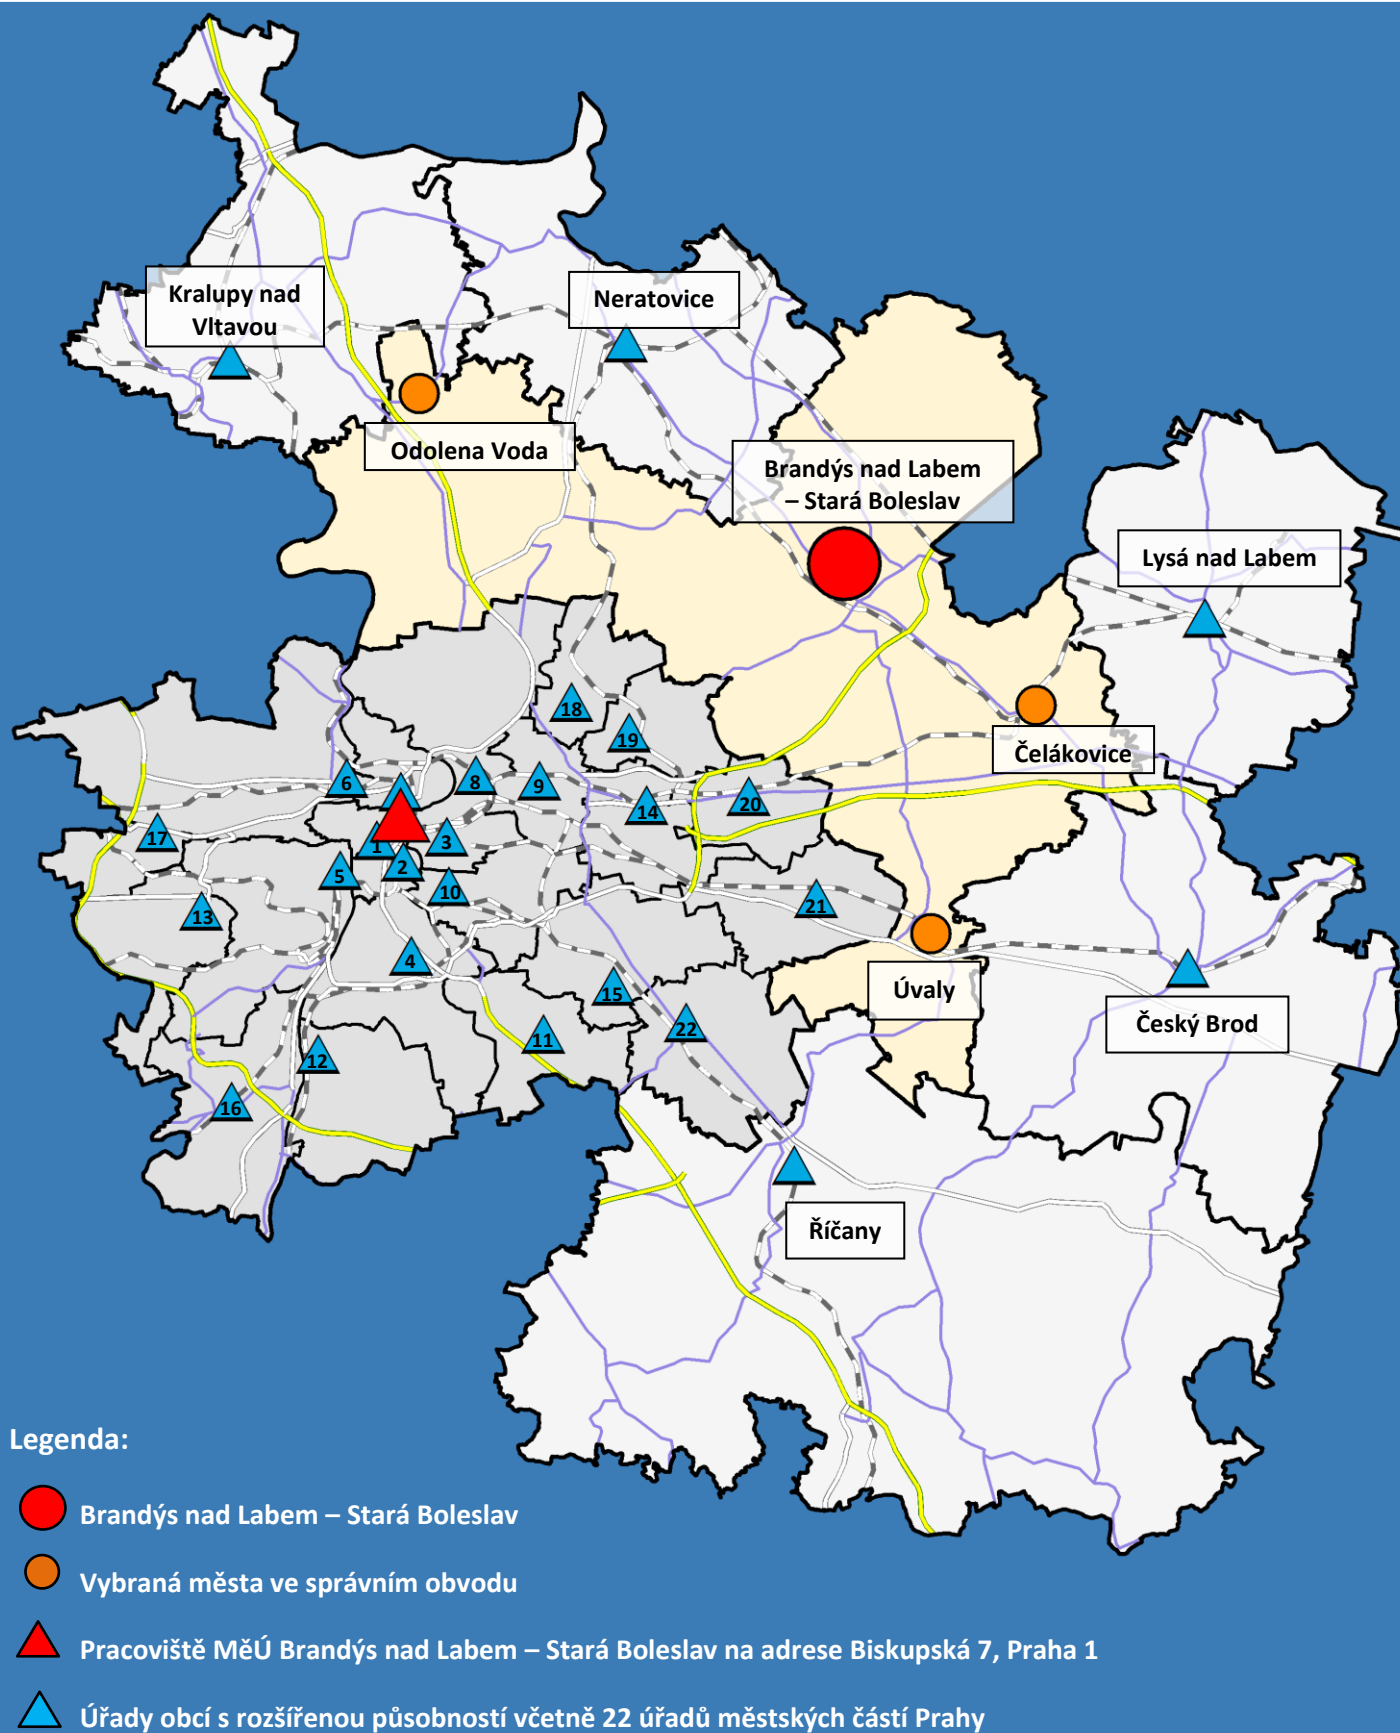 Kralupy nad
Vltavou
Neratovice
Odolena Voda
Brandýs nad Labem
– Stará Boleslav
Lysá nad Labem
18
19
Čelákovice
6
8
9
14
20
17
1
3
2
5
10
13
21
4
Úvaly
15
Český Brod
22
11
12
16
Říčany
Legenda:
Brandýs nad Labem – Stará Boleslav
Vybraná města ve správním obvodu
Pracoviště MěÚ Brandýs nad Labem – Stará Boleslav na adrese Biskupská 7, Praha 1
Úřady obcí s rozšířenou působností včetně 22 úřadů městských částí Prahy